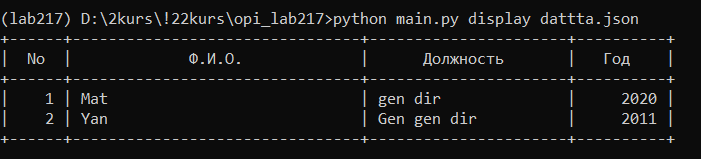 (lab217) D:\2kurs\!22kurs\opi_lab217>python main.py display dattta.json
+------+--------------------------------+----------------------+----------+
|  No  |             Ф.И.О.             |      Должность       |   Год    |
+------+--------------------------------+----------------------+----------+
|    1 | Mat                            | gen dir              |     2020 |
|    2 | Yan                            | Gen gen dir          |     2011 |
+------+--------------------------------+----------------------+----------+